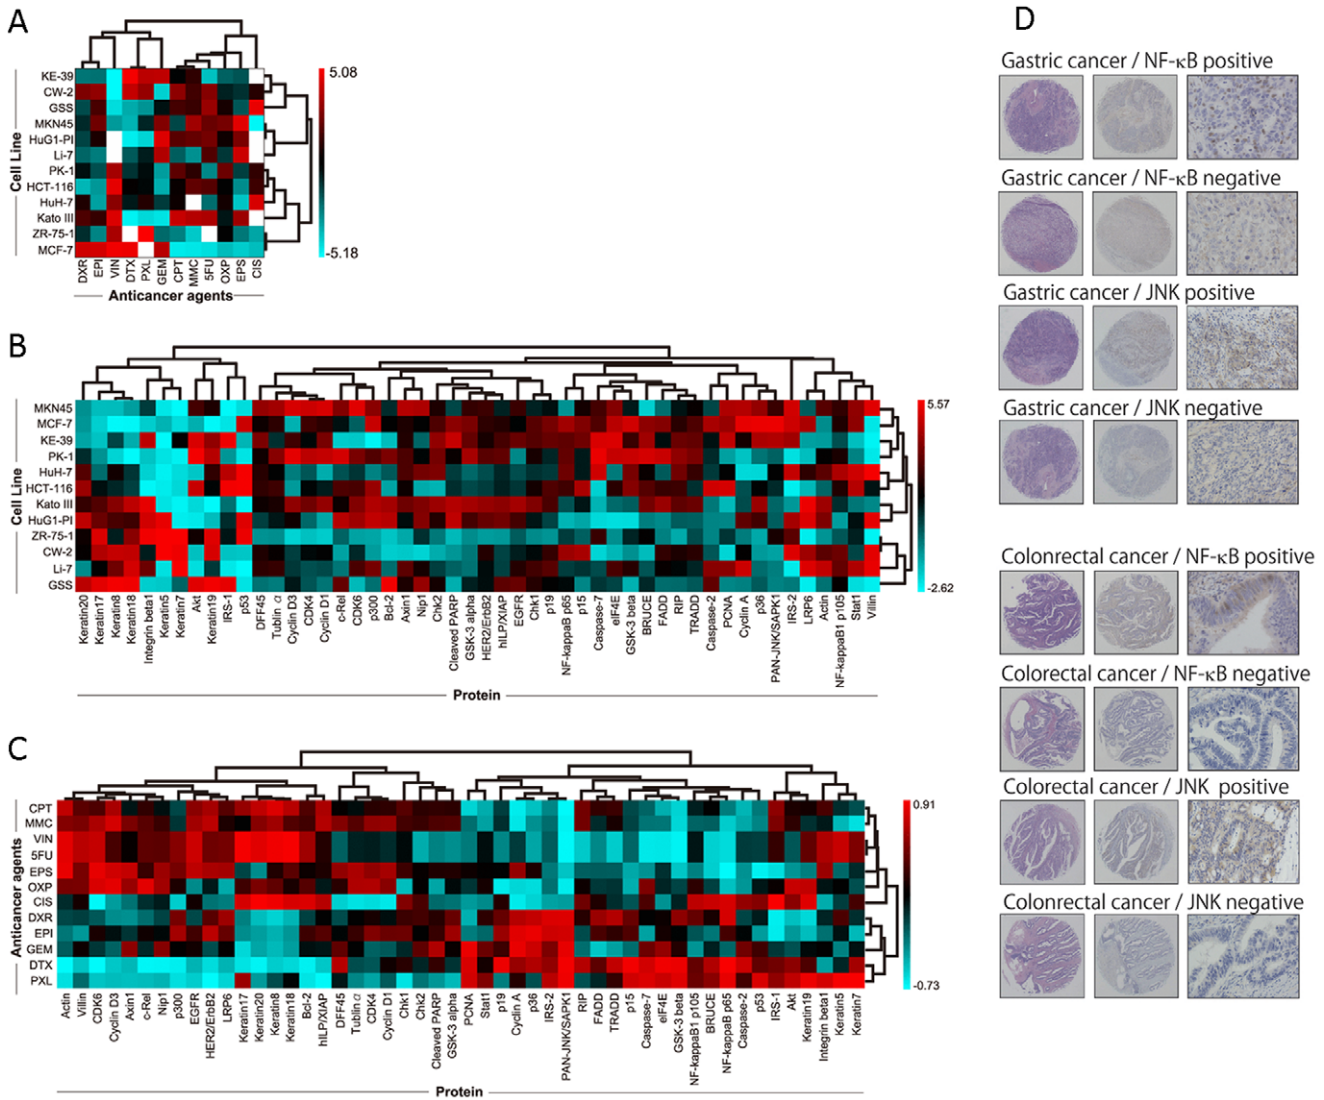 A
KE-39
CW-2
GSS
MKN45
HuG1-PI
Li-7
PK-1
HCT-116
HuH-7
Kato III
ZR-75-1
MCF-7
Cell Line
5.08
-5.18
DXR
EPI
VIN
DTX
PXL
GEM
CPT
MMC
5FU
OXP
EPS
CIS
Anticancer agents
B
MKN45
MCF-7
KE-39
PK-1
HuH-7
HCT-116
Kato III
HuG1-PI
ZR-75-1
CW-2
Li-7
GSS
Cell Line
5.57
-2.62
Keratin20
Keratin17
Keratin8
Keratin18
Integrin beta1
Keratin5
Keratin7
Akt
Keratin19
IRS-1
p53
DFF45
Tublin α
Cyclin D3
CDK4
Cyclin D1
c-Rel
CDK6
p300
Bcl-2
Axin1
Nip1
Chk2
Cleaved PARP
GSK-3 alpha
HER2/ErbB2
hILP/XIAP
EGFR
Chk1
p19
NF-kappaB p65
p15
Caspase-7
eIF4E
GSK-3 beta
BRUCE
FADD
RIP
TRADD
Caspase-2
PCNA
Cyclin A
p36
PAN-JNK/SAPK1
IRS-2
LRP6
Actin
NF-kappaB1 p105
Stat1
Villin
Protein
C
CPT
MMC
VIN
5FU
EPS
OXP
CIS
DXR
EPI
GEM
DTX
PXL
Anticancer agents
0.91
-0.73
Actin
Villin
CDK6
Cyclin D3
Axin1
c-Rel
Nip1
p300
EGFR
HER2/ErbB2
LRP6
Keratin17
Keratin20
Keratin8
Keratin18
Bcl-2
hILP/XIAP
DFF45
Tublin α
CDK4
Cyclin D1
Chk1
Chk2
Cleaved PARP
GSK-3 alpha
PCNA
Stat1
p19
Cyclin A
p36
IRS-2
PAN-JNK/SAPK1
RIP
FADD
TRADD
p15
Caspase-7
eIF4E
GSK-3 beta
NF-kappaB1 p105
BRUCE
NF-kappaB p65
Caspase-2
p53
IRS-1
Akt
Keratin19
Integrin beta1
Keratin5
Keratin7
Protein
D
Gastric cancer / NF-κB positive
Gastric cancer / NF-κB negative
Gastric cancer / JNK positive
Gastric cancer / JNK negative
Colonrectal cancer / NF-κB positive
Colorectal cancer / NF-κB negative
Colorectal cancer / JNK positive
Colonrectal cancer / JNK negative